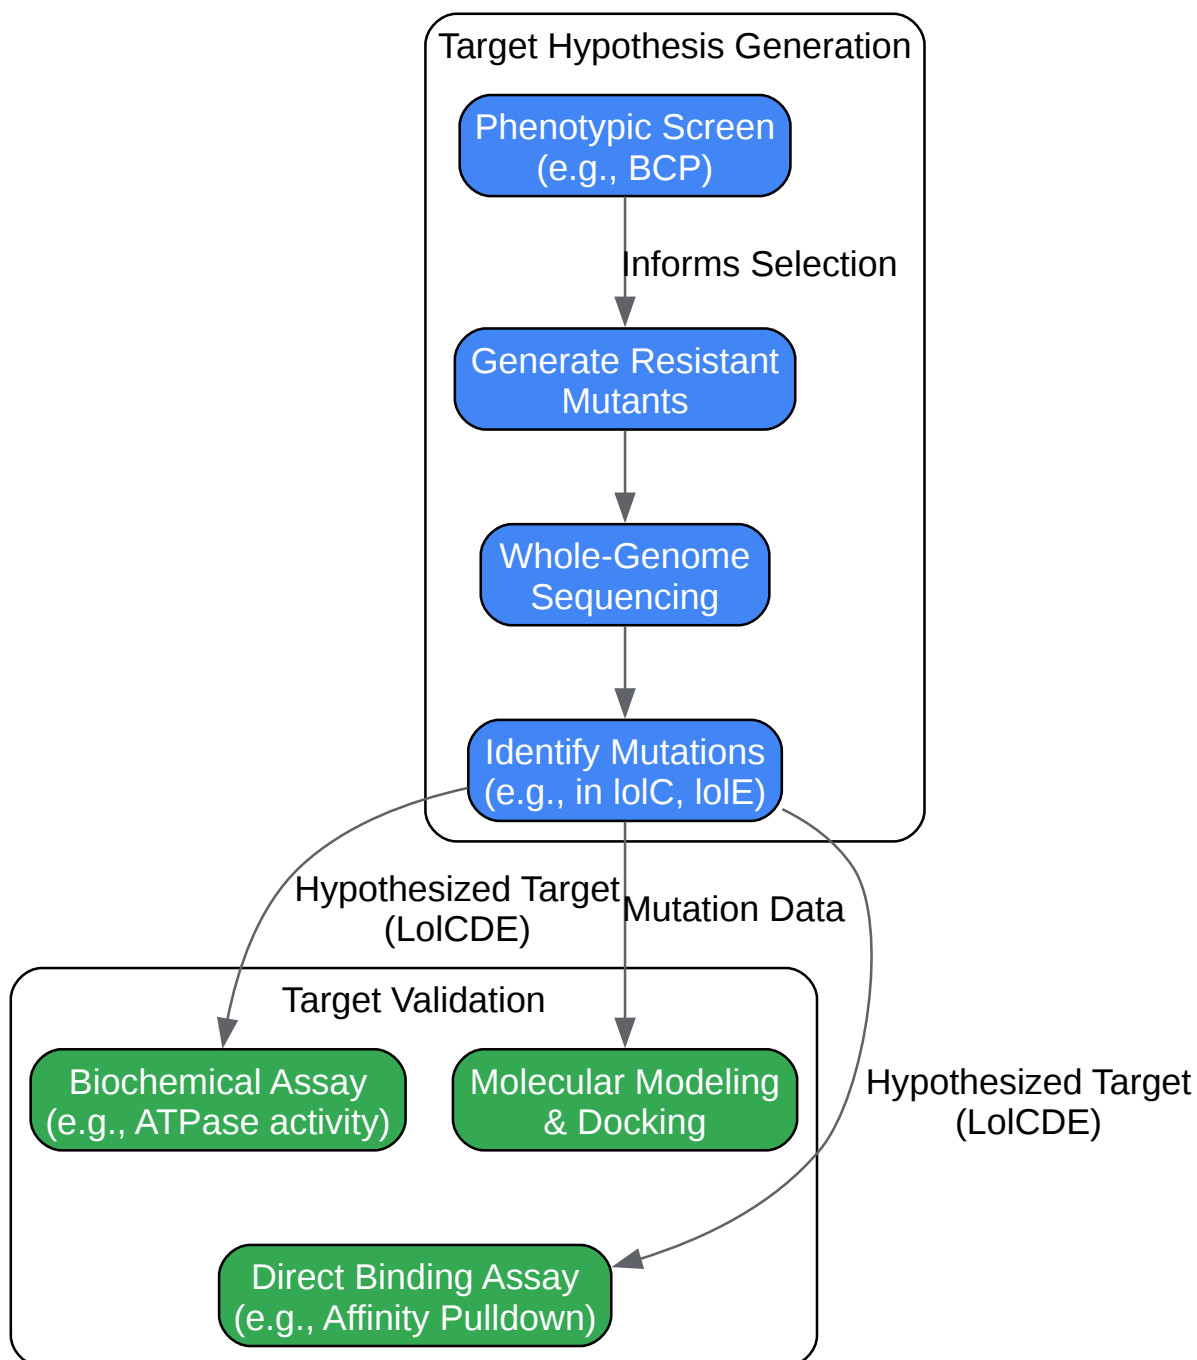 Target Hypothesis Generation
Phenotypic Screen
(e.g., BCP)
Informs Selection
Generate Resistant
Mutants
Whole-Genome
Sequencing
Identify Mutations
(e.g., in lolC, lolE)
Hypothesized Target
(LolCDE)
Mutation Data
Target Validation
Biochemical Assay
(e.g., ATPase activity)
Molecular Modeling
& Docking
Hypothesized Target
(LolCDE)
Direct Binding Assay
(e.g., Affinity Pulldown)